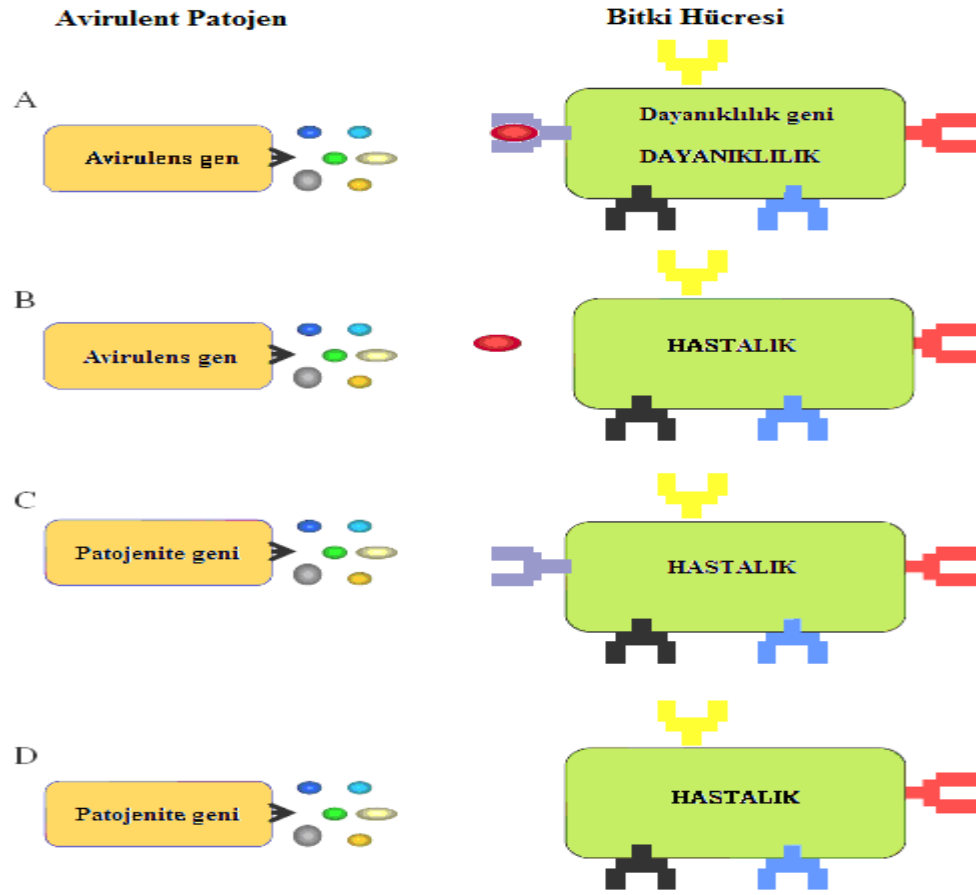 Avirulent Patojen
Bitki Hücresi
A
Avirulens gen
Dayanıklılık geni
DAYANIKLILIK
B
Avirulens gen
HASTALIK
C
Patojenite geni
HASTALIK
D
Patojenite geni
HASTALIK